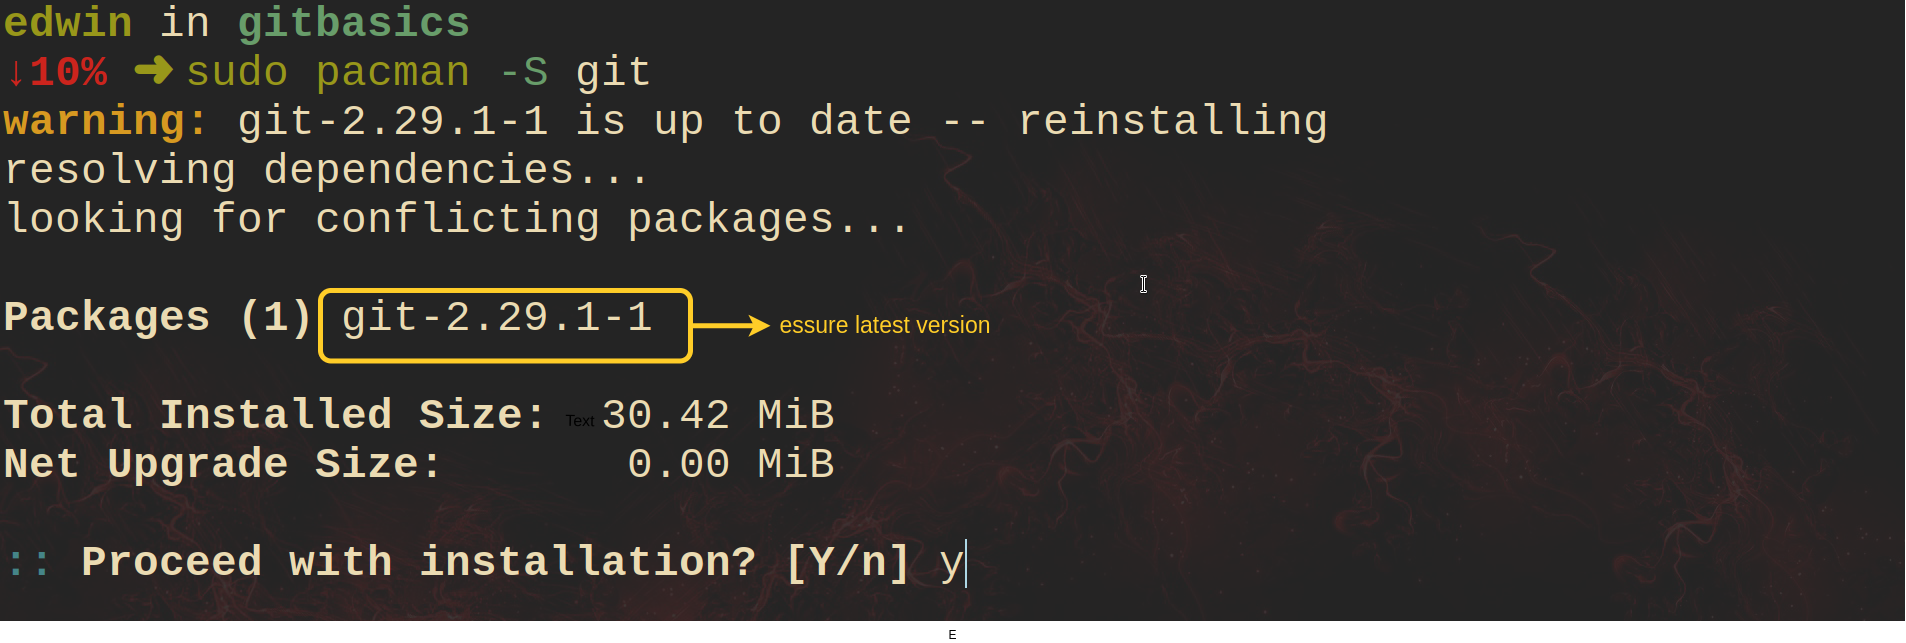 edwin in gitbasics
↓10% ➜ sudo pacman -S git
warning: git-2.29.1-1 is up to date -- reinstalling
resolving dependencies...
looking for conflicting packages...
Packages (1) git-2.29.1-1 essure latest version
Total Installed Size: Text 30.42 MiB
Net Upgrade Size: 0.00 MiB
:: Proceed with installation? [Y/n] y
E